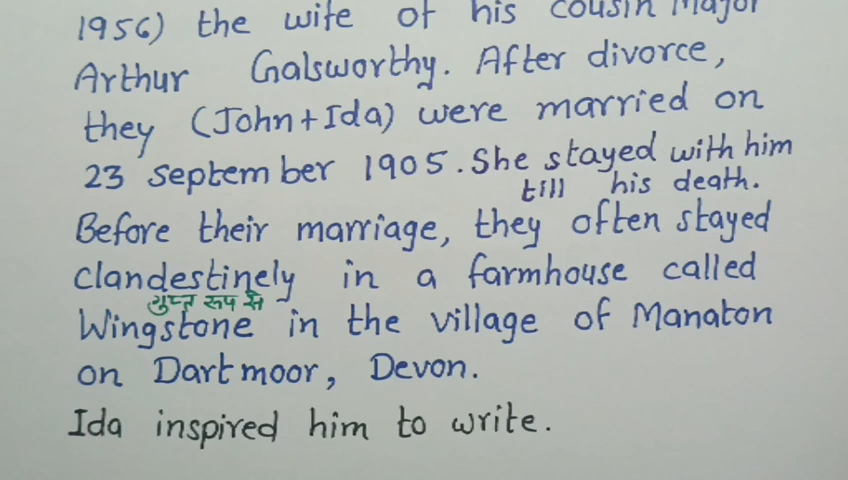 1956) the wife of his cousin Major
Arthur Galsworthy. After divorce,
they (John+Ida) were married on
23 september 1905. She stayed with him
till his death.
Before their marriage, they often stayed
clandestinely in a farmhouse called
गुप्त रूप से
Wingstone in the village of Manaton
on Dartmoor, Devon.
Ida inspired him to write.